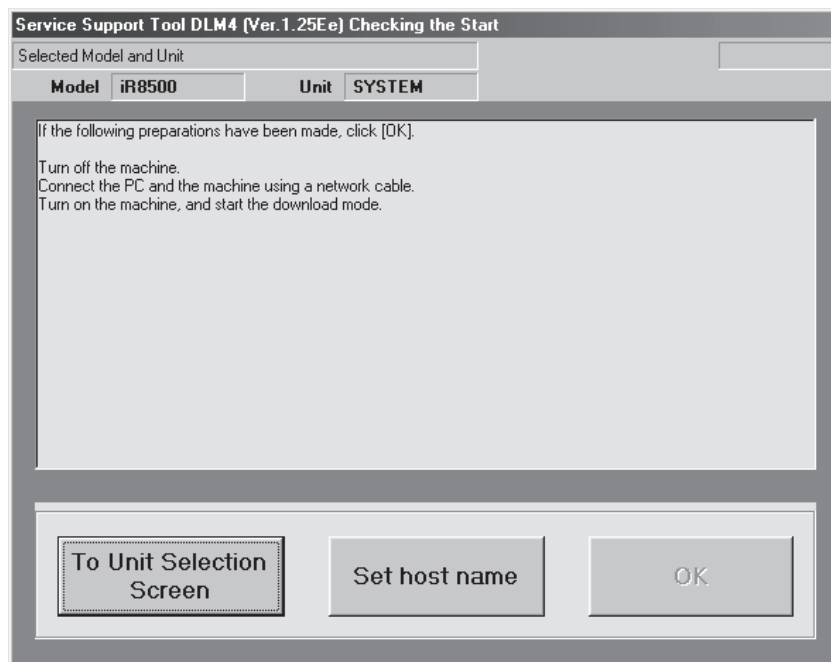 Service Support Tool DLM4 (Ver.1.25Ee) Checking the Start
Selected Model and Unit
Model iR8500 Unit SYSTEM
If the following preparations have been made, click [OK].
Turn off the machine.
Connect the PC and the machine using a network cable.
Turn on the machine, and start the download mode.
To Unit Selection
Screen
Set host name
OK